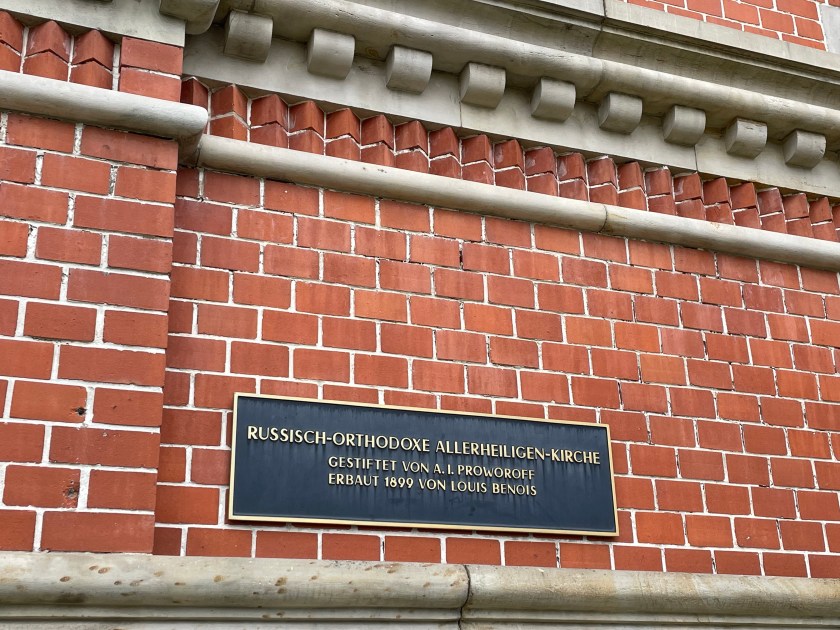 RUSSISCH-ORTHODOXE ALLERHEILIGEN-KIRCHE
GESTIFTET VON A. I. PROWOROFF
ERBAUT 1899 VON LOUIS BENOIS